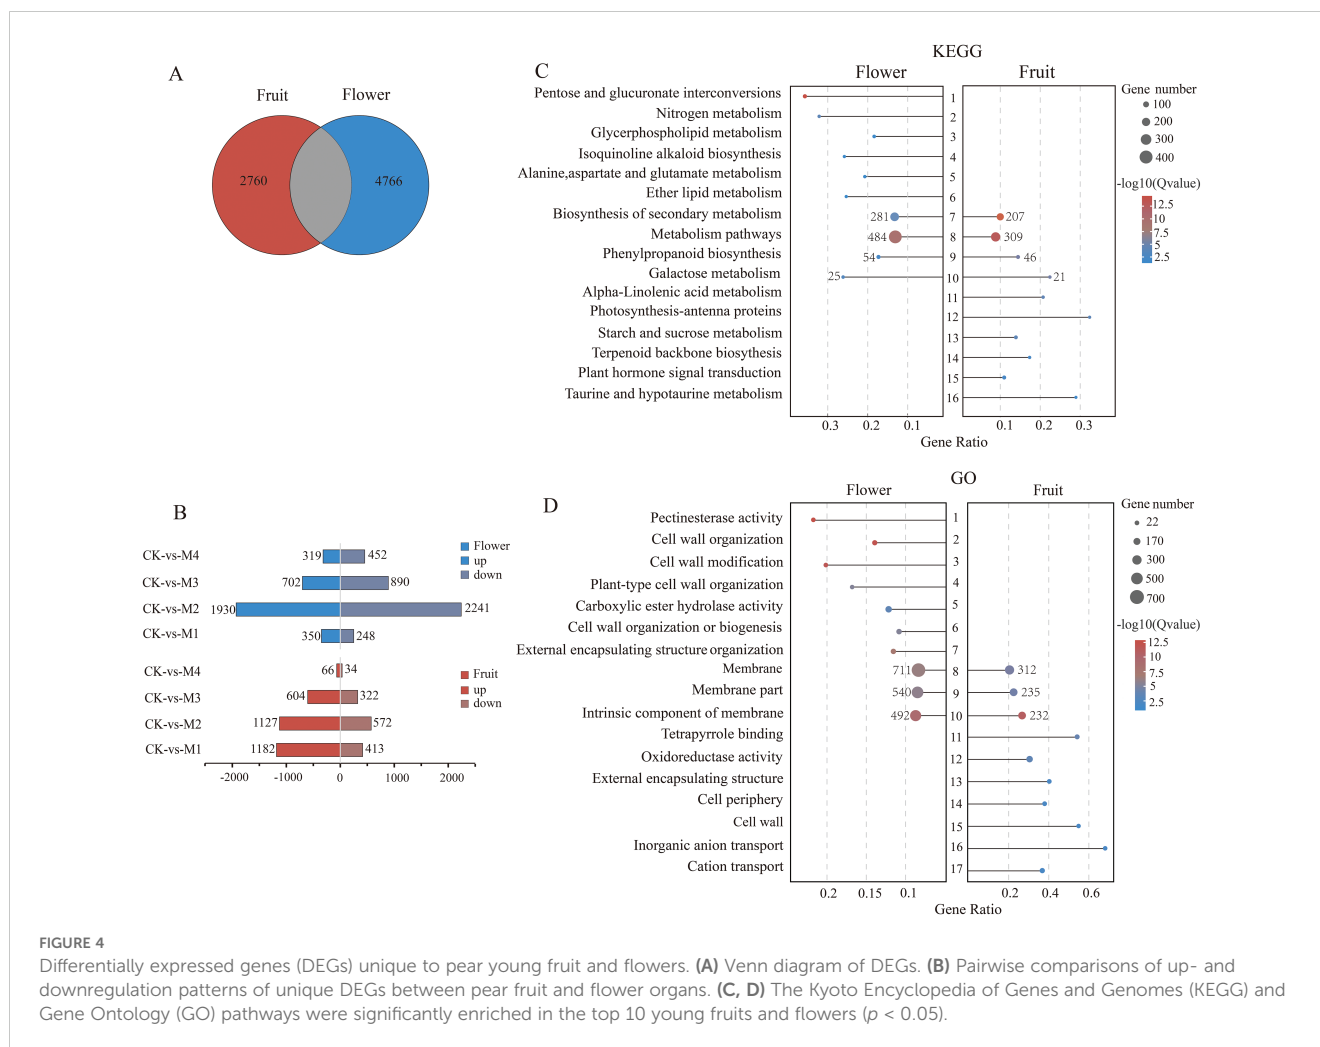 A
Fruit
Flower
2760
4766
B
CK-vs-M4
319
452
CK-vs-M3
702
890
CK-vs-M2
1930
2241
CK-vs-M1
350
248
CK-vs-M4
66
34
CK-vs-M3
604
322
CK-vs-M2
1127
572
CK-vs-M1
1182
413
-2000
-1000
0
1000
2000
Flower
up
down
Fruit
up
down
C
KEGG
Flower
Fruit
Pentose and glucuronate interconversions
1
Nitrogen metabolism
2
Glycerphospholipid metabolism
3
Isoquinoline alkaloid biosynthesis
4
Alanine,aspartate and glutamate metabolism
5
Ether lipid metabolism
6
Biosynthesis of secondary metabolism
281
7
207
Metabolism pathways
484
8
309
Phenylpropanoid biosynthesis
54
9
46
Galactose metabolism
25
10
21
Alpha-Linolenic acid metabolism
11
Photosynthesis-antenna proteins
12
Starch and sucrose metabolism
13
Terpenoid backbone biosythesis
14
Plant hormone signal transduction
15
Taurine and hypotaurine metabolism
16
0.3
0.2
0.1
0.1
0.2
0.3
Gene Ratio
Gene number
100
200
300
400
-log10(Qvalue)
12.5
10
7.5
5
2.5
D
GO
Flower
Fruit
Pectinesterase activity
1
Cell wall organization
2
Cell wall modification
3
Plant-type cell wall organization
4
Carboxylic ester hydrolase activity
5
Cell wall organization or biogenesis
6
External encapsulating structure organization
7
Membrane
711
8
312
Membrane part
540
9
235
Intrinsic component of membrane
492
10
232
Tetrapyrrole binding
11
Oxidoreductase activity
12
External encapsulating structure
13
Cell periphery
14
Cell wall
15
Inorganic anion transport
16
Cation transport
17
0.2
0.15
0.1
0.2
0.4
0.6
Gene Ratio
Gene number
22
170
300
500
700
-log10(Qvalue)
12.5
10
7.5
5
2.5
FIGURE 4
Differentially expressed genes (DEGs) unique to pear young fruit and flowers. (A) Venn diagram of DEGs. (B) Pairwise comparisons of up- and
downregulation patterns of unique DEGs between pear fruit and flower organs. (C, D) The Kyoto Encyclopedia of Genes and Genomes (KEGG) and
Gene Ontology (GO) pathways were significantly enriched in the top 10 young fruits and flowers (p < 0.05).